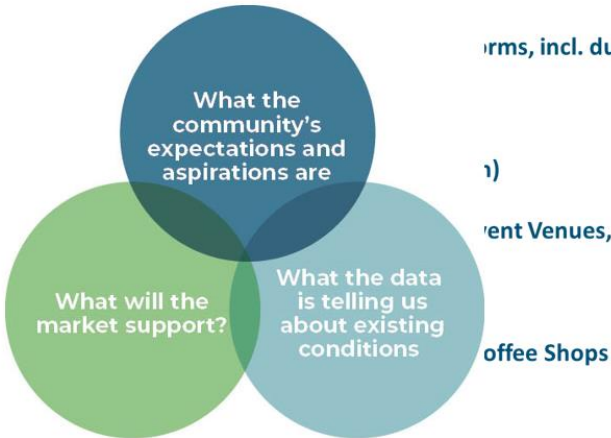 What the
community's
expectations and
aspirations are
What will the
market support?
What the data
is telling us
about existing
conditions
orms, incl. du
n)
vent Venues,
offee Shops